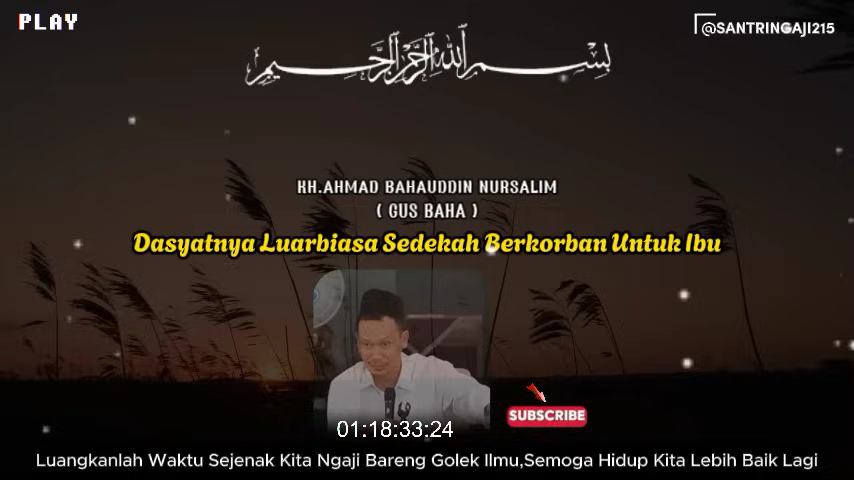 PLAY
@SANTRINGAJI215
بسم الله الرحمن الرحيم
KH.AHMAD BAHAUDDIN NURSALIM
( GUS BAHA )
Dasyatnya Luarbiasa Sedekah Berkorban Untuk Ibu
01:18:33:24
SUBSCRIBE
Luangkanlah Waktu Sejenak Kita Ngaji Bareng Golek Ilmu,Semoga Hidup Kita Lebih Baik Lagi